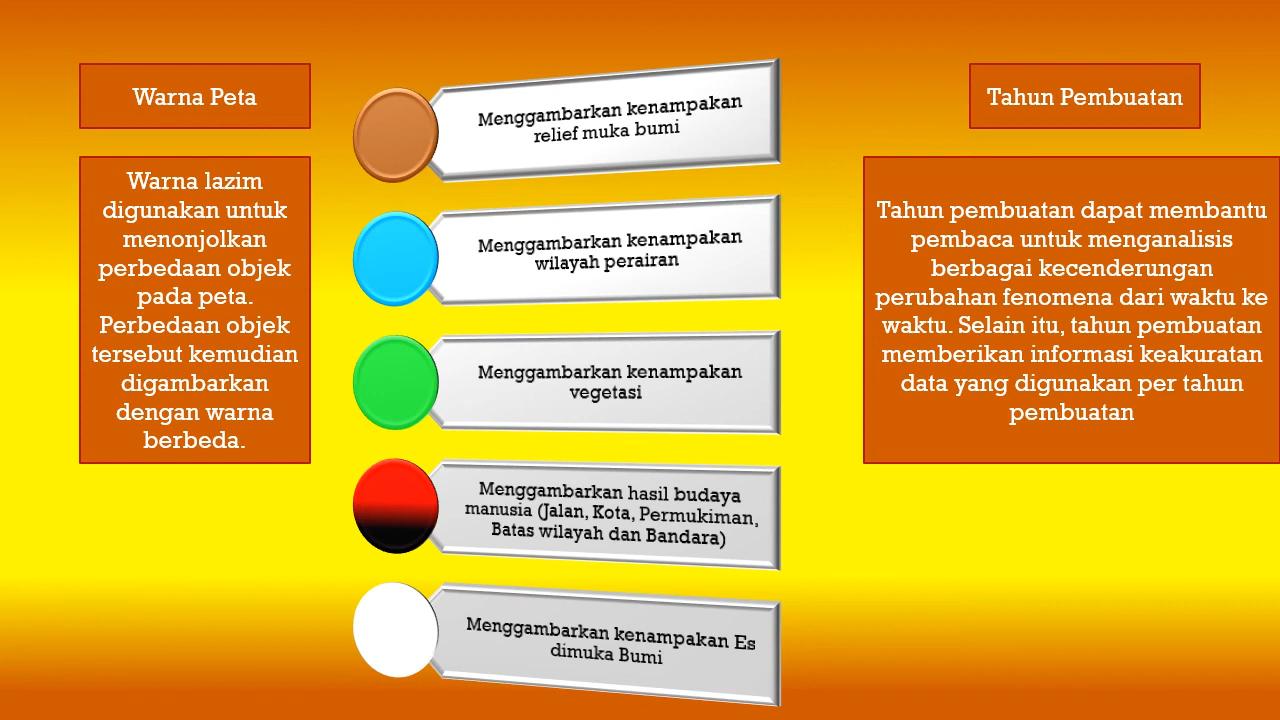 Warna Peta
Warna lazim
digunakan untuk
menonjolkan
perbedaan objek
pada peta.
Perbedaan objek
tersebut kemudian
digambarkan
dengan warna
berbeda.
Menggambarkan kenampakan
relief muka bumi
Menggambarkan kenampakan
wilayah perairan
Menggambarkan kenampakan
vegetasi
Menggambarkan hasil budaya
manusia (Jalan, Kota, Permukiman,
Batas wilayah dan Bandara)
Menggambarkan kenampakan Es
dimuka Bumi
Tahun Pembuatan
Tahun pembuatan dapat membantu
pembaca untuk menganalisis
berbagai kecenderungan
perubahan fenomena dari waktu ke
waktu. Selain itu, tahun pembuatan
memberikan informasi keakuratan
data yang digunakan per tahun
pembuatan